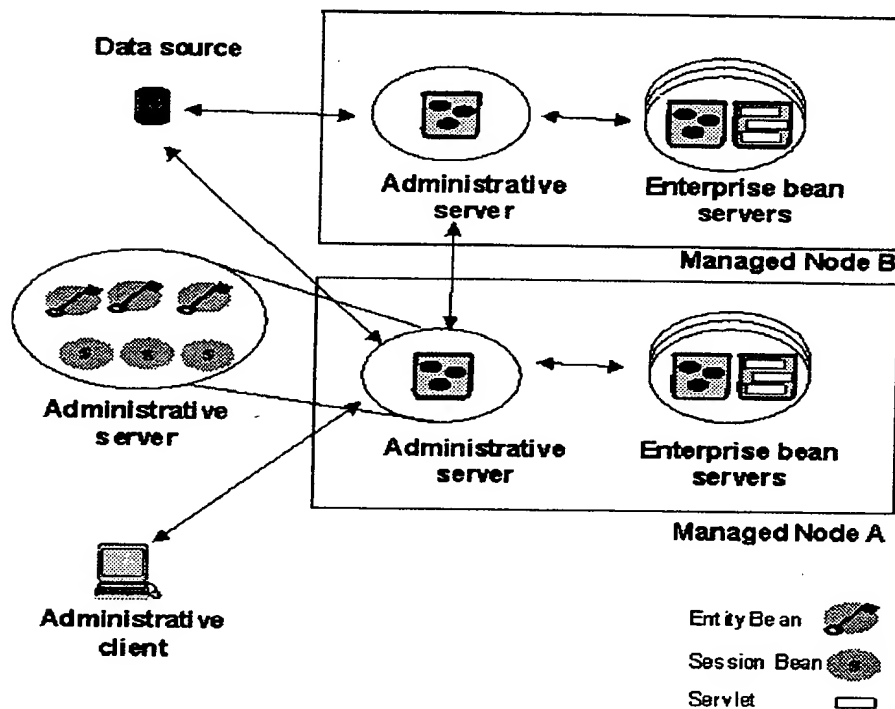 Data source
Administrative
server
Enterprise bean
servers
Managed Node B
Administrative
server
Administrative
server
Enterprise bean
servers
Managed Node A
Administrative
client
Entity Bean
Session Bean
S
S
S
S
Servlet